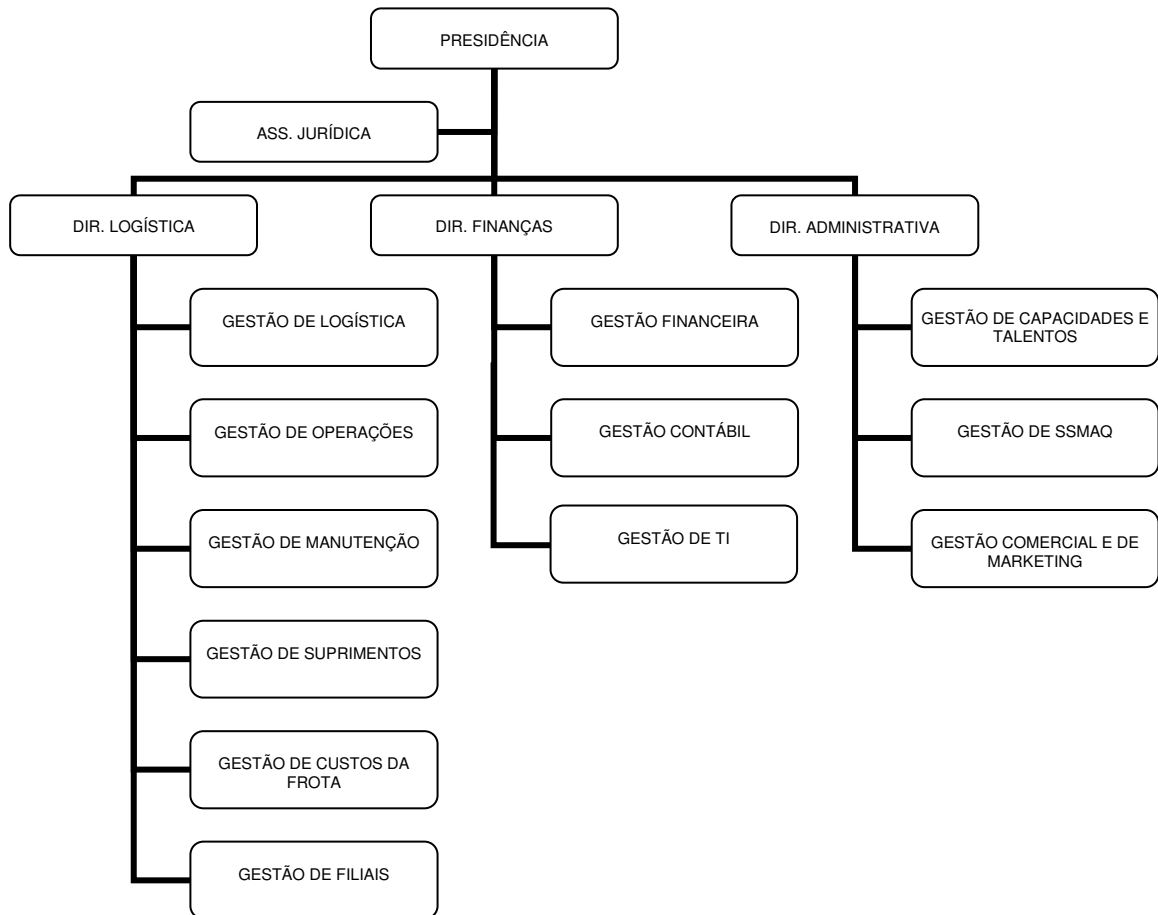 PRESIDÊNCIA
ASS. JURÍDICA
DIR. LOGÍSTICA
DIR. FINANÇAS
DIR. ADMINISTRATIVA
GESTÃO DE LOGÍSTICA
GESTÃO FINANCEIRA
GESTÃO DE CAPACIDADES E
TALENTOS
GESTÃO DE OPERAÇÕES
GESTÃO CONTÁBIL
GESTÃO DE SSMAQ
GESTÃO DE MANUTENÇÃO
GESTÃO DE TI
GESTÃO COMERCIAL E DE
MARKETING
GESTÃO DE SUPRIMENTOS
GESTÃO DE CUSTOS DA
FROTA
GESTÃO DE FILIAIS